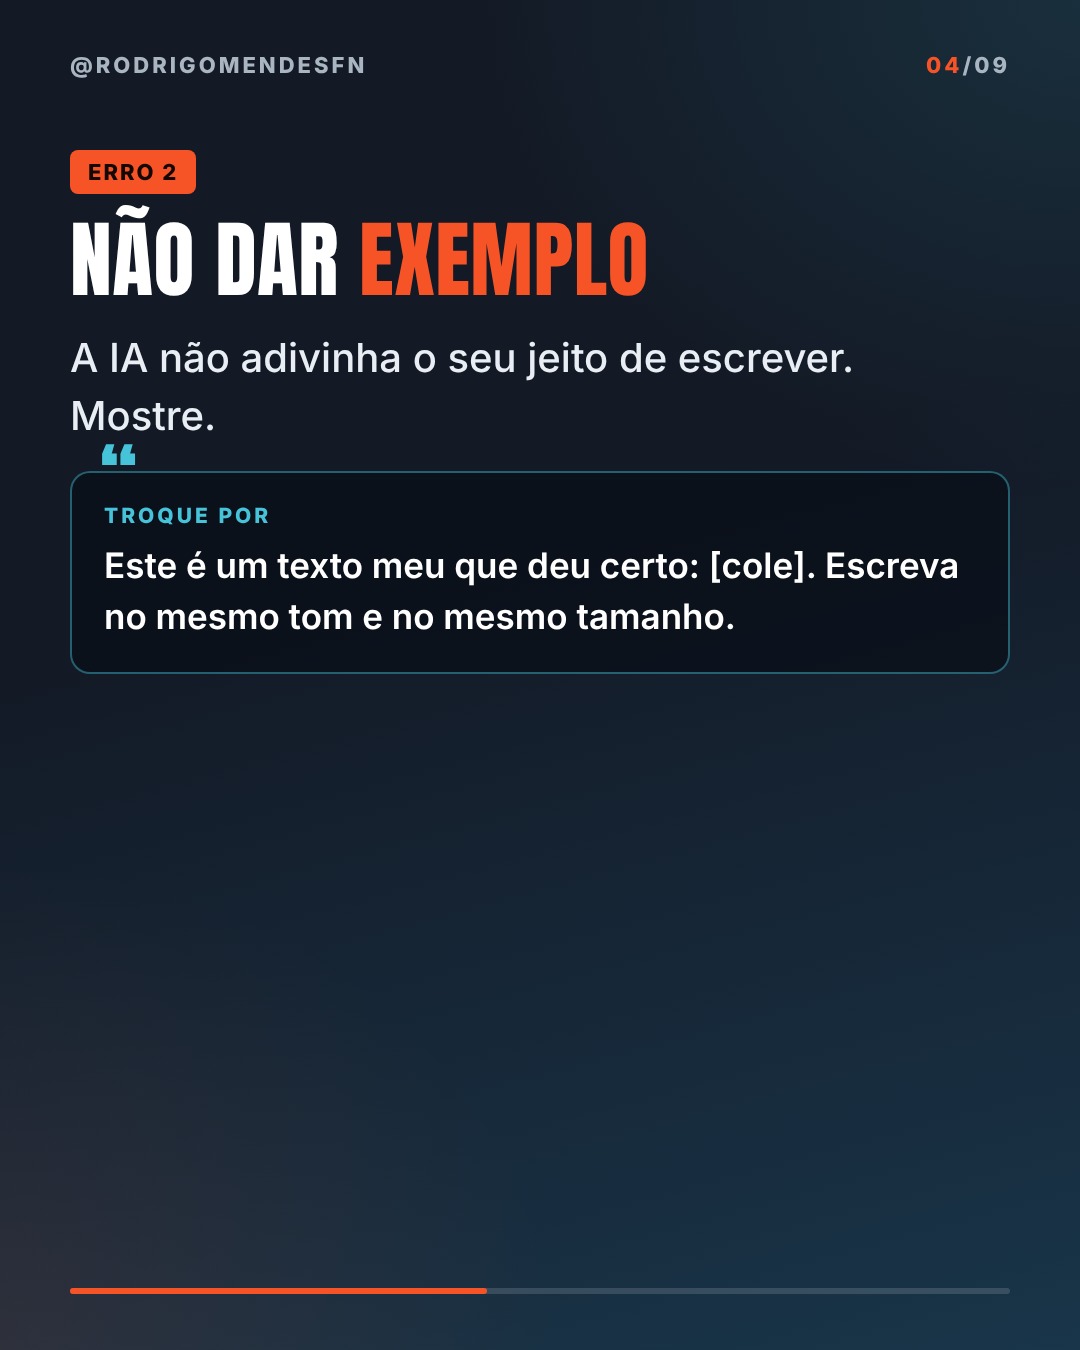 @RODRIGOMENDESFN
04/09
ERRO 2
NÃO DAR EXEMPLO
A IA não adivinha o seu jeito de escrever.
Mostre.
“
TROQUE POR
Este é um texto meu que deu certo: [cole]. Escreva
no mesmo tom e no mesmo tamanho.